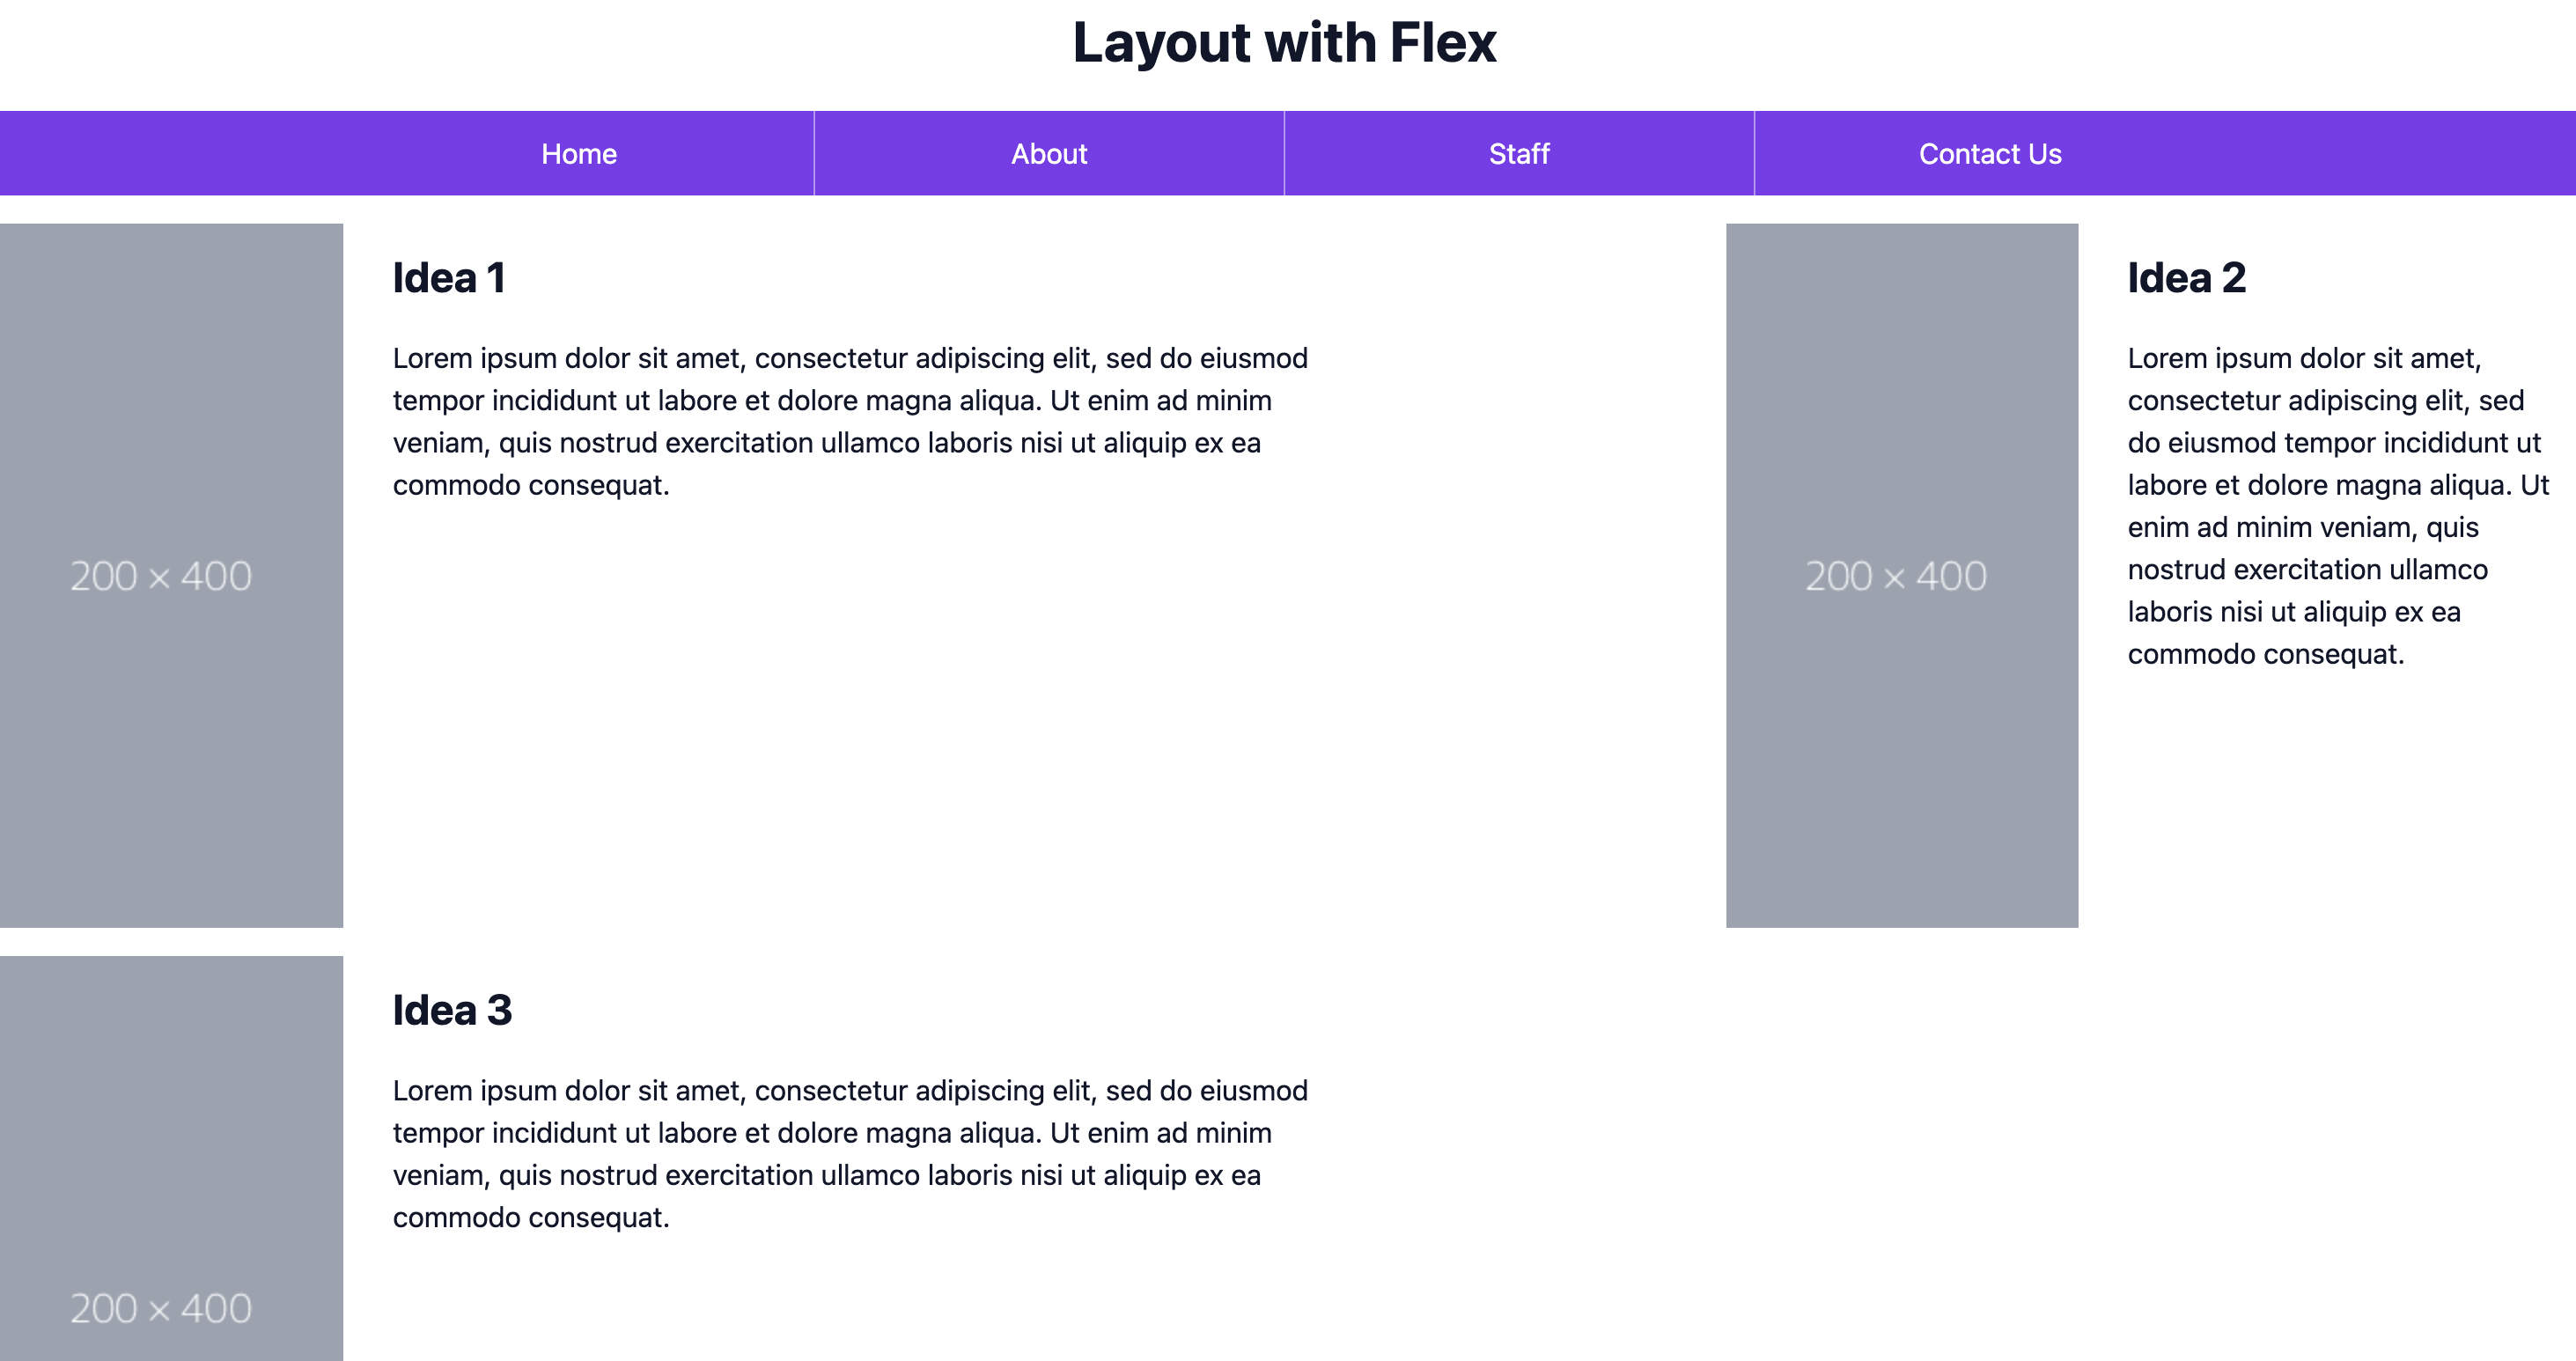 Layout with Flex
Home
About
Staff
Contact Us
200 × 400
Idea 1
Lorem ipsum dolor sit amet, consectetur adipiscing elit, sed do eiusmod
tempor incididunt ut labore et dolore magna aliqua. Ut enim ad minim
veniam, quis nostrud exercitation ullamco laboris nisi ut aliquip ex ea
commodo consequat.
200 × 400
Idea 2
Lorem ipsum dolor sit amet,
consectetur adipiscing elit, sed
do eiusmod tempor incididunt ut
labore et dolore magna aliqua. Ut
enim ad minim veniam, quis
nostrud exercitation ullamco
laboris nisi ut aliquip ex ea
commodo consequat.
200 × 400
Idea 3
Lorem ipsum dolor sit amet, consectetur adipiscing elit, sed do eiusmod
tempor incididunt ut labore et dolore magna aliqua. Ut enim ad minim
veniam, quis nostrud exercitation ullamco laboris nisi ut aliquip ex ea
commodo consequat.